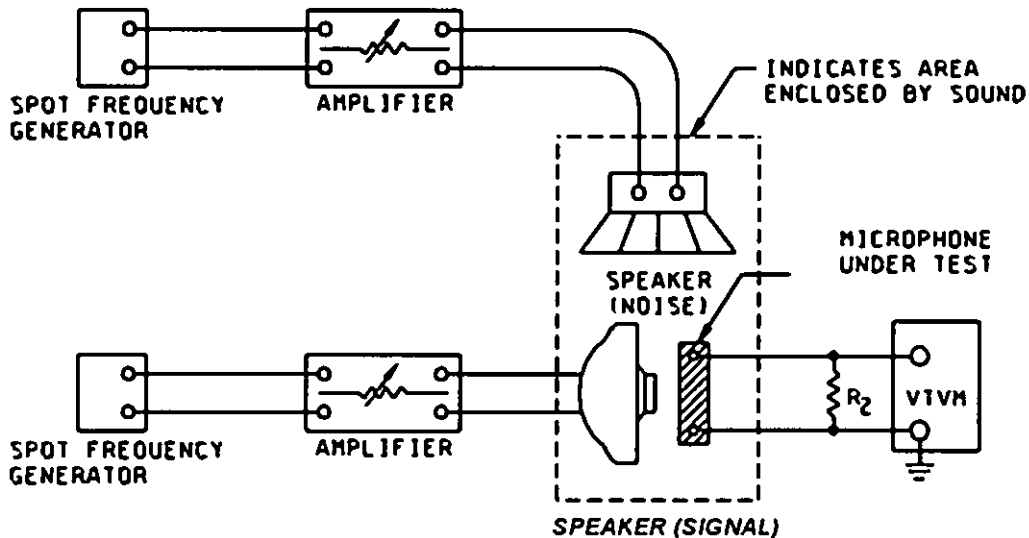 SPOT FREQUENCY
GENERATOR
AMPLIFIER
INDICATES AREA
ENCLOSED BY SOUND
SPEAKER
(NOISE)
MICROPHONE
UNDER TEST
R2
VTVM
SPOT FREQUENCY
GENERATOR
AMPLIFIER
SPEAKER (SIGNAL)